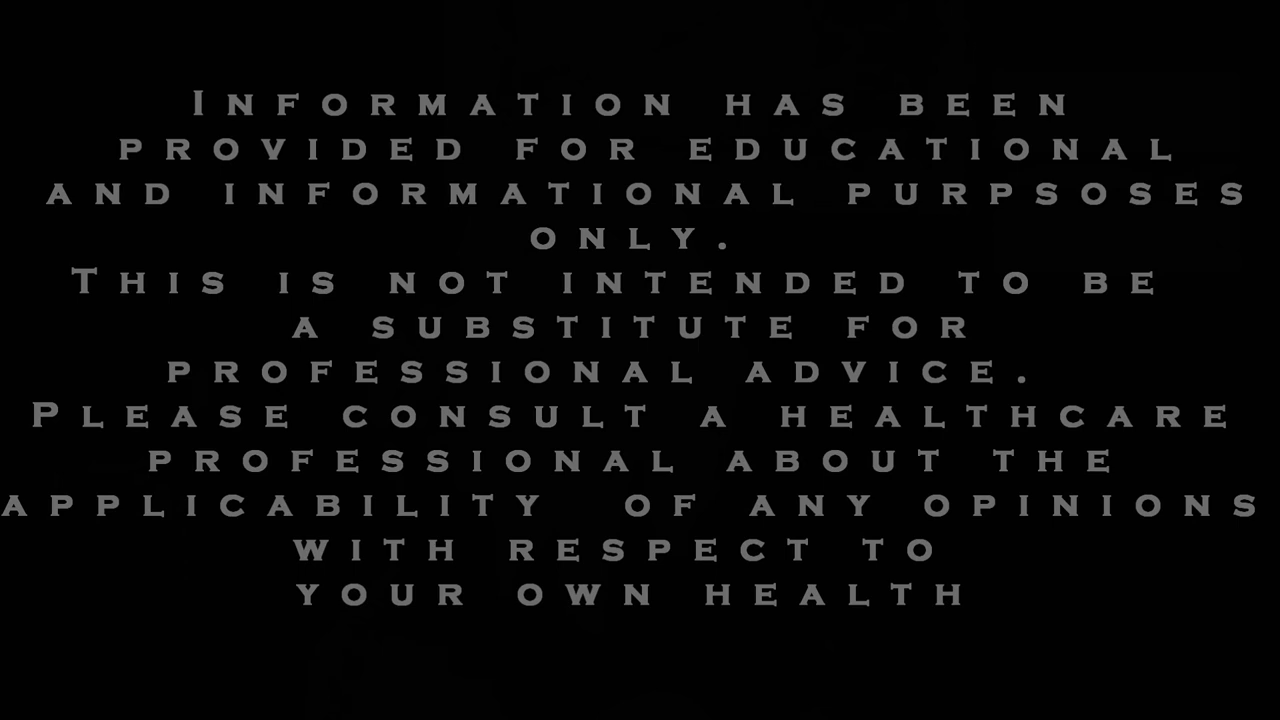 Information has been
provided for educational
and informational purpsoses
only.
This is not intended to be
a substitute for
professional advice.
Please consult a healthcare
professional about the
applicability of any opinions
with respect to
your own health